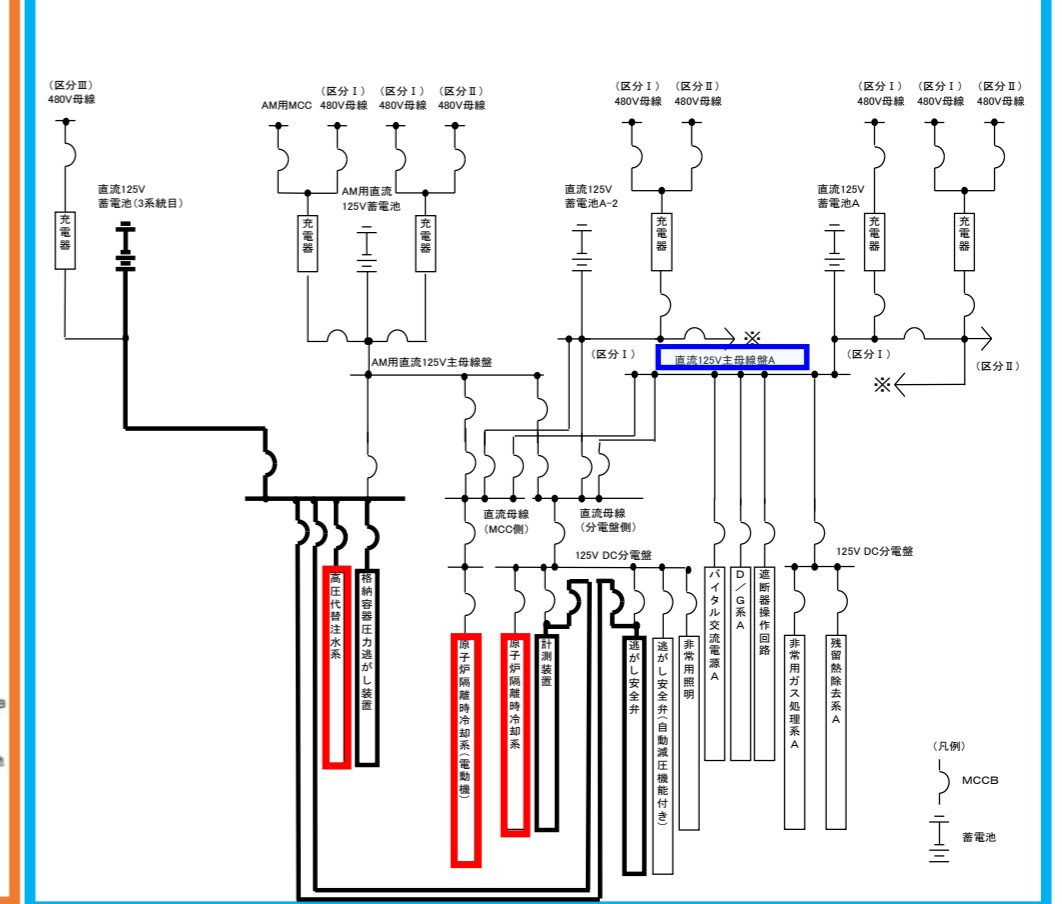 (区分Ⅲ)
480V母線
AM用MCC
(区分Ⅰ)
480V母線
(区分Ⅰ)
480V母線
(区分Ⅱ)
480V母線
(区分Ⅰ)
480V母線
(区分Ⅱ)
480V母線
(区分Ⅰ)
480V母線
(区分Ⅰ)
480V母線
(区分Ⅱ)
480V母線
直流125V
蓄電池(3系統目)
AM用直流
125V蓄電池
直流125V
蓄電池A-2
直流125V
蓄電池A
充電器
充電器
充電器
充電器
充電器
充電器
※
AM用直流125V主母線盤
(区分Ⅰ)
直流125V主母線盤A
(区分Ⅰ)
(区分Ⅱ)
※
直流母線
(MCC側)
直流母線
(分電盤側)
125V DC分電盤
125V DC分電盤
高圧代替注水系
格納容器圧力逃がし装置
原子炉隔離時冷却系(電動機)
原子炉隔離時冷却系
計測装置
逃がし安全弁
逃がし安全弁(自動減圧機能付き)
非常用照明
バイタル交流電源A
D/G系A
遮断器操作回路
非常用ガス処理系A
残留熱除去系A
(凡例)
MCCB
蓄電池